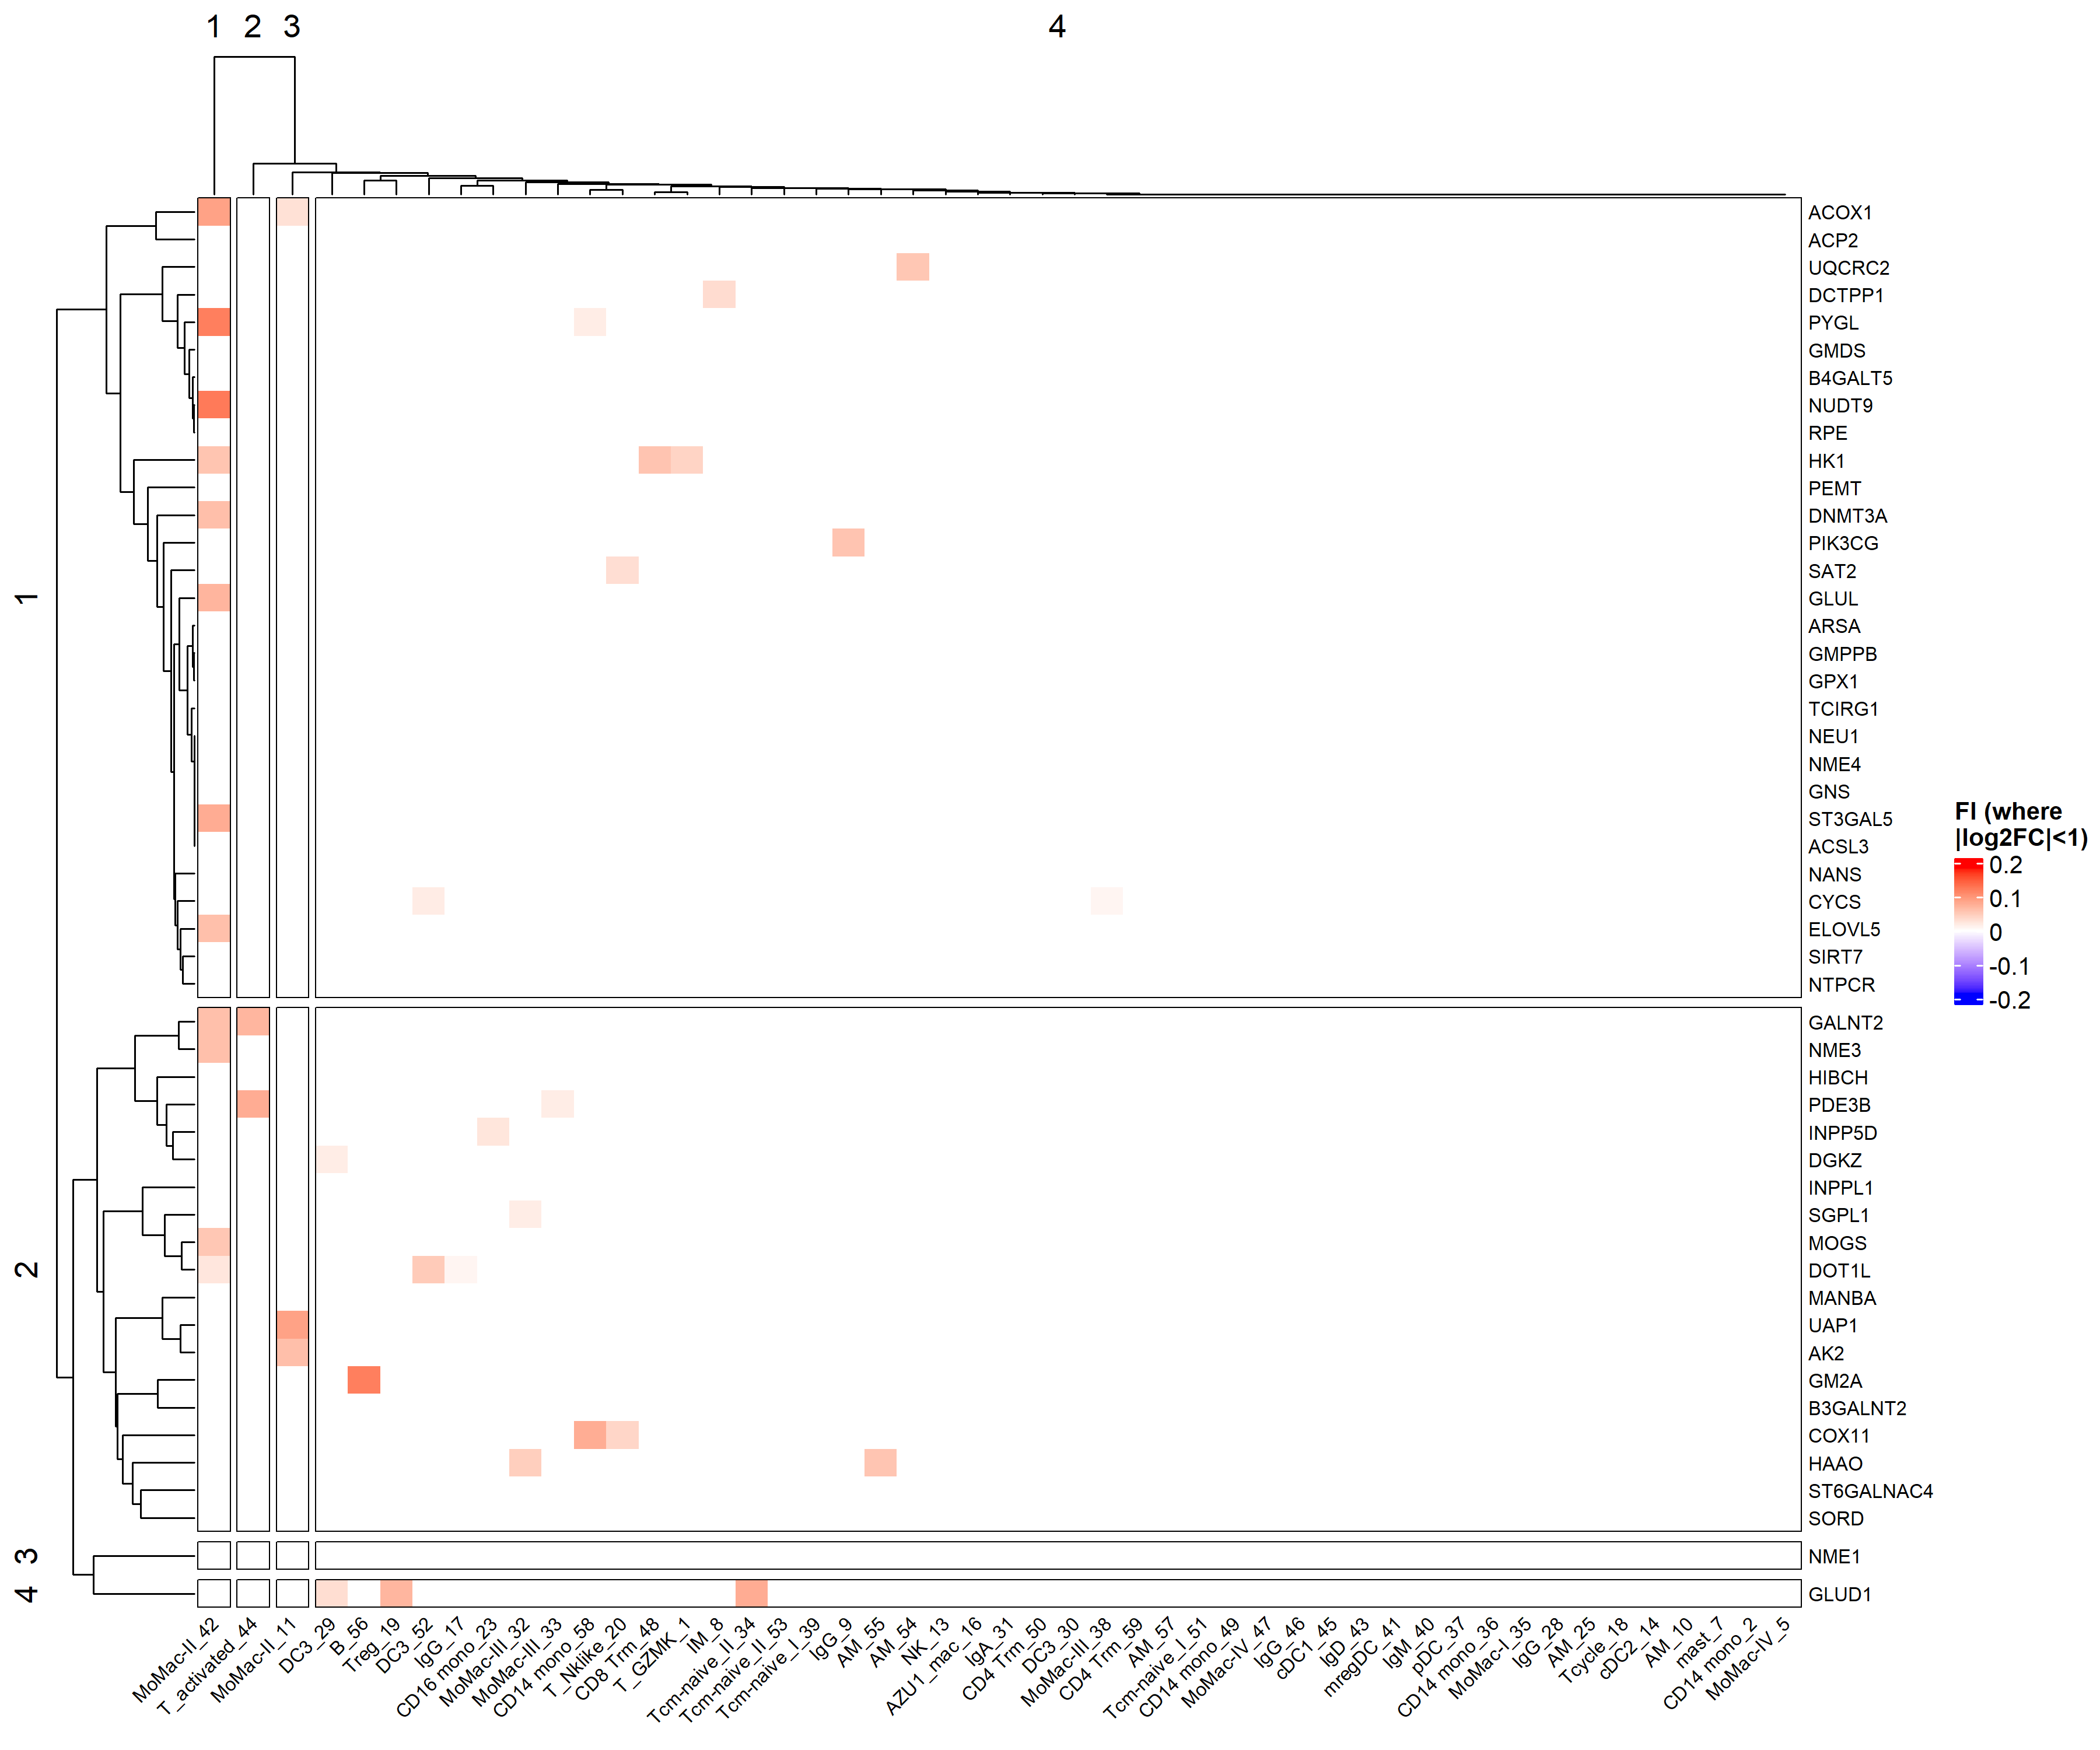 1 2 3 4
ACOX1
ACP2
UQCRC2
DCTPP1
PYGL
GMDS
B4GALT5
NUDT9
RPE
HK1
PEMT
DNMT3A
PIK3CG
SAT2
GLUL
ARSA
GMPPB
GPX1
TCIRG1
NEU1
NME4
GNS
ST3GAL5
ACSL3
NANS
CYCS
ELOVL5
SIRT7
NTPCR
GALNT2
NME3
HIBCH
PDE3B
INPP5D
DGKZ
INPPL1
SGPL1
MOGS
DOT1L
MANBA
UAP1
AK2
GM2A
B3GALNT2
COX11
HAAO
ST6GALNAC4
SORD
NME1
GLUD1
1
2
3
4
MoMac-II_42
T_activated_44
MoMac-II_11
DC3_29
B_56
Treg_19
DC3_52
IgG_17
CD16 mono_23
MoMac-III_32
MoMac-III_33
CD14 mono_58
T_Nklike_20
CD8 Trm_48
T_GZMK_1
IM_8
Tcm-naive_II_34
Tcm-naive_II_53
Tcm-naive_I_39
IgG_9
AM_55
AM_54
NK_13
AZU1_mac_16
IgA_31
CD4 Trm_50
DC3_30
MoMac-III_38
CD4 Trm_59
AM_57
Tcm-naive_I_51
CD14 mono_49
MoMac-IV_47
IgG_46
cDC1_45
IgD_43
mregDC_41
IgM_40
pDC_37
CD14 mono_36
MoMac-I_35
IgG_28
AM_25
Tcycle_18
cDC2_14
AM_10
mast_7
CD14 mono_2
MoMac-IV_5
FI (where
|log2FC|<1)
0.2
0.1
0
-0.1
-0.2